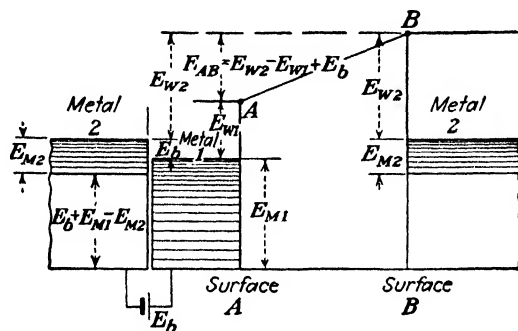 B
F_AB = E_W2 − E_W1 + E_b
E_W2
A
E_W2
Metal
2
E_W1
Metal
2
E_M2
E_b
Metal
1
E_M2
E_b + E_M1 − E_M2
E_M1
Surface
A
Surface
B
E_b